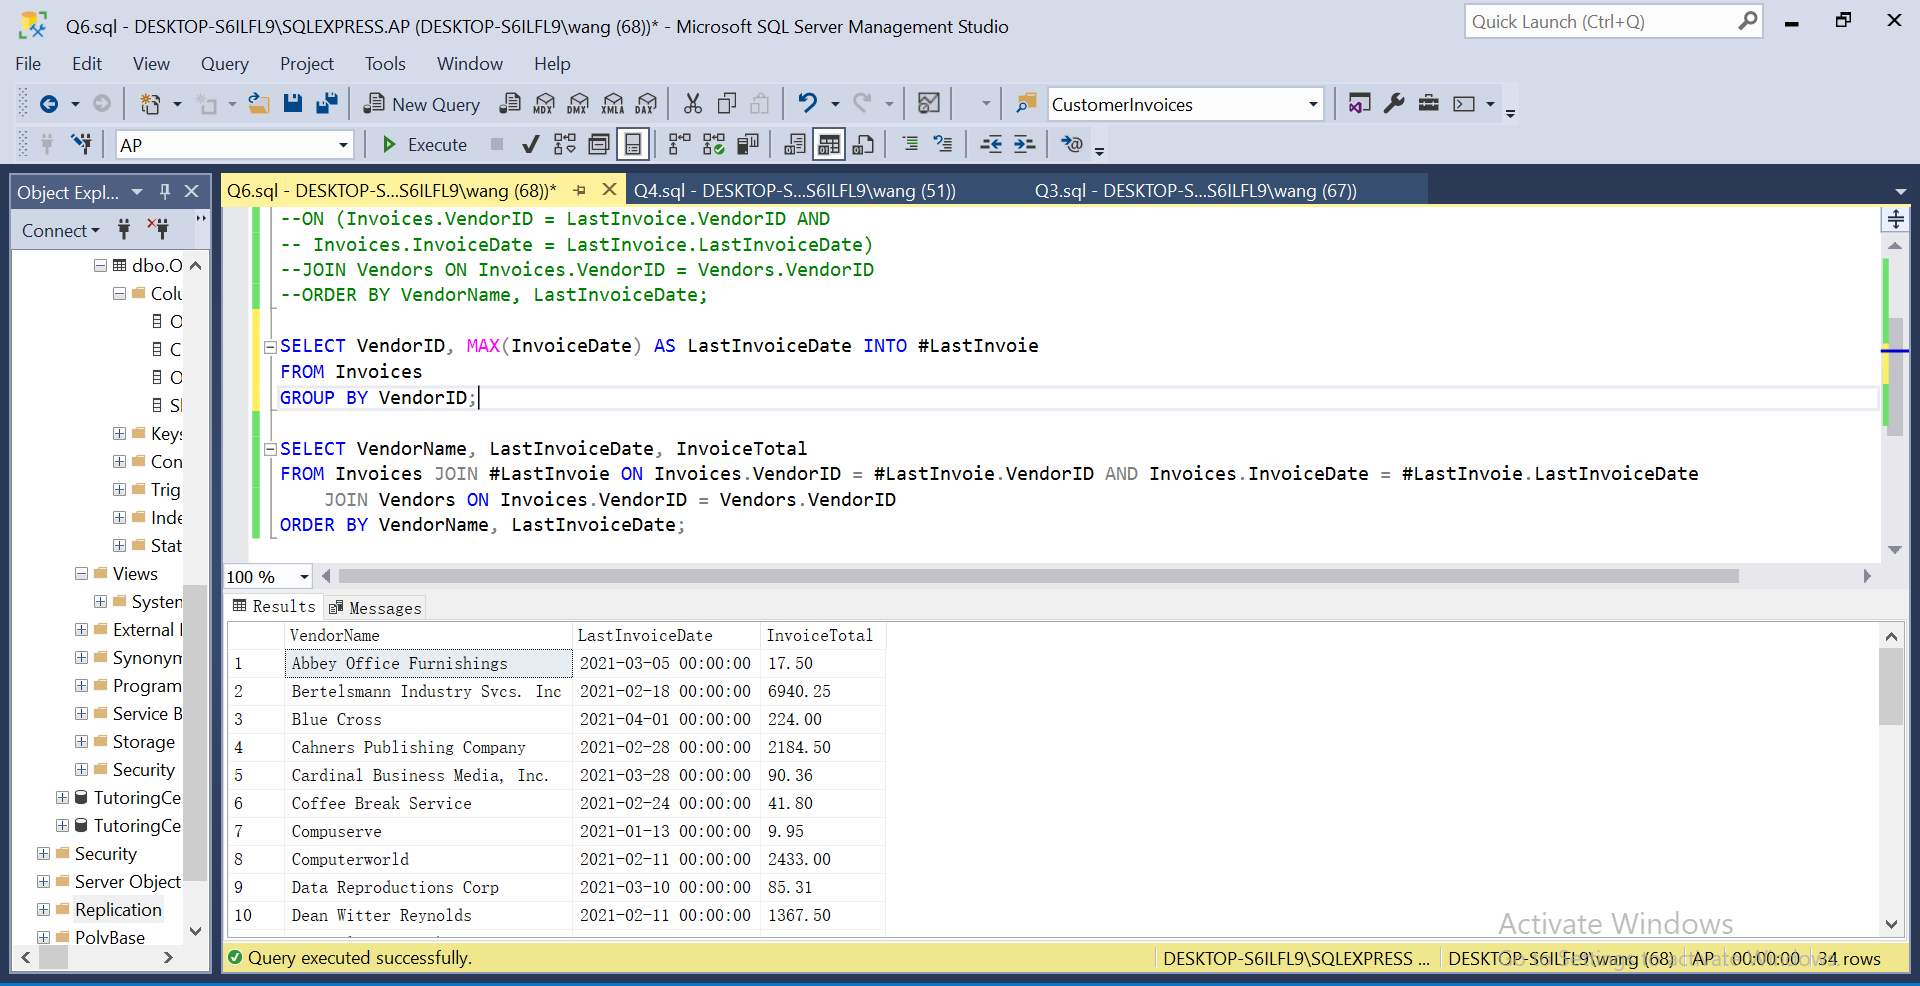 Q6.sql - DESKTOP-S6ILFL9\SQLEXPRESS.AP (DESKTOP-S6ILFL9\wang (68))* - Microsoft SQL Server Management Studio
Quick Launch (Ctrl+Q)
File Edit View Query Project Tools Window Help
New Query MDX DMX XMLA DAX CustomerInvoices
AP Execute
Object Expl...
Connect
dbo.O
Colu
O
C
O
Sl
Keys
Con
Trig
Inde
Stat
Views
System
External
Synonym
Program
Service B
Storage
Security
TutoringCe
TutoringCe
Security
Server Object
Replication
PolyBase
Q6.sql - DESKTOP-S...S6ILFL9\wang (68))* Q4.sql - DESKTOP-S...S6ILFL9\wang (51)) Q3.sql - DESKTOP-S...S6ILFL9\wang (67))
--ON (Invoices.VendorID = LastInvoice.VendorID AND
-- Invoices.InvoiceDate = LastInvoice.LastInvoiceDate)
--JOIN Vendors ON Invoices.VendorID = Vendors.VendorID
--ORDER BY VendorName, LastInvoiceDate;
SELECT VendorID, MAX(InvoiceDate) AS LastInvoiceDate INTO #LastInvoie
FROM Invoices
GROUP BY VendorID;
SELECT VendorName, LastInvoiceDate, InvoiceTotal
FROM Invoices JOIN #LastInvoie ON Invoices.VendorID = #LastInvoie.VendorID AND Invoices.InvoiceDate = #LastInvoie.LastInvoiceDate
JOIN Vendors ON Invoices.VendorID = Vendors.VendorID
ORDER BY VendorName, LastInvoiceDate;
100 %
Results Messages
VendorName LastInvoiceDate InvoiceTotal
1 Abbey Office Furnishings 2021-03-05 00:00:00 17.50
2 Bertelsmann Industry Svcs. Inc 2021-02-18 00:00:00 6940.25
3 Blue Cross 2021-04-01 00:00:00 224.00
4 Cahners Publishing Company 2021-02-28 00:00:00 2184.50
5 Cardinal Business Media, Inc. 2021-03-28 00:00:00 90.36
6 Coffee Break Service 2021-02-24 00:00:00 41.80
7 Compuserve 2021-01-13 00:00:00 9.95
8 Computerworld 2021-02-11 00:00:00 2433.00
9 Data Reproductions Corp 2021-03-10 00:00:00 85.31
10 Dean Witter Reynolds 2021-02-11 00:00:00 1367.50
Activate Windows
Query executed successfully. DESKTOP-S6ILFL9\SQLEXPRESS ... DESKTOP-S6ILFL9\wang (68) AP 00:00:00 34 rows